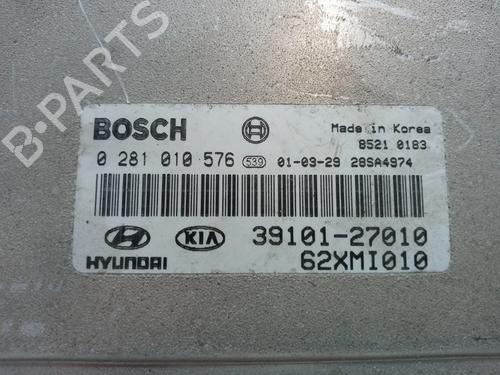 B-PARTS
BOSCH
Made in Korea
8521 0183
0 281 010 576 539 01-03-29 28SA4974
HYUNDAI KIA 39101-27010
62XMI010